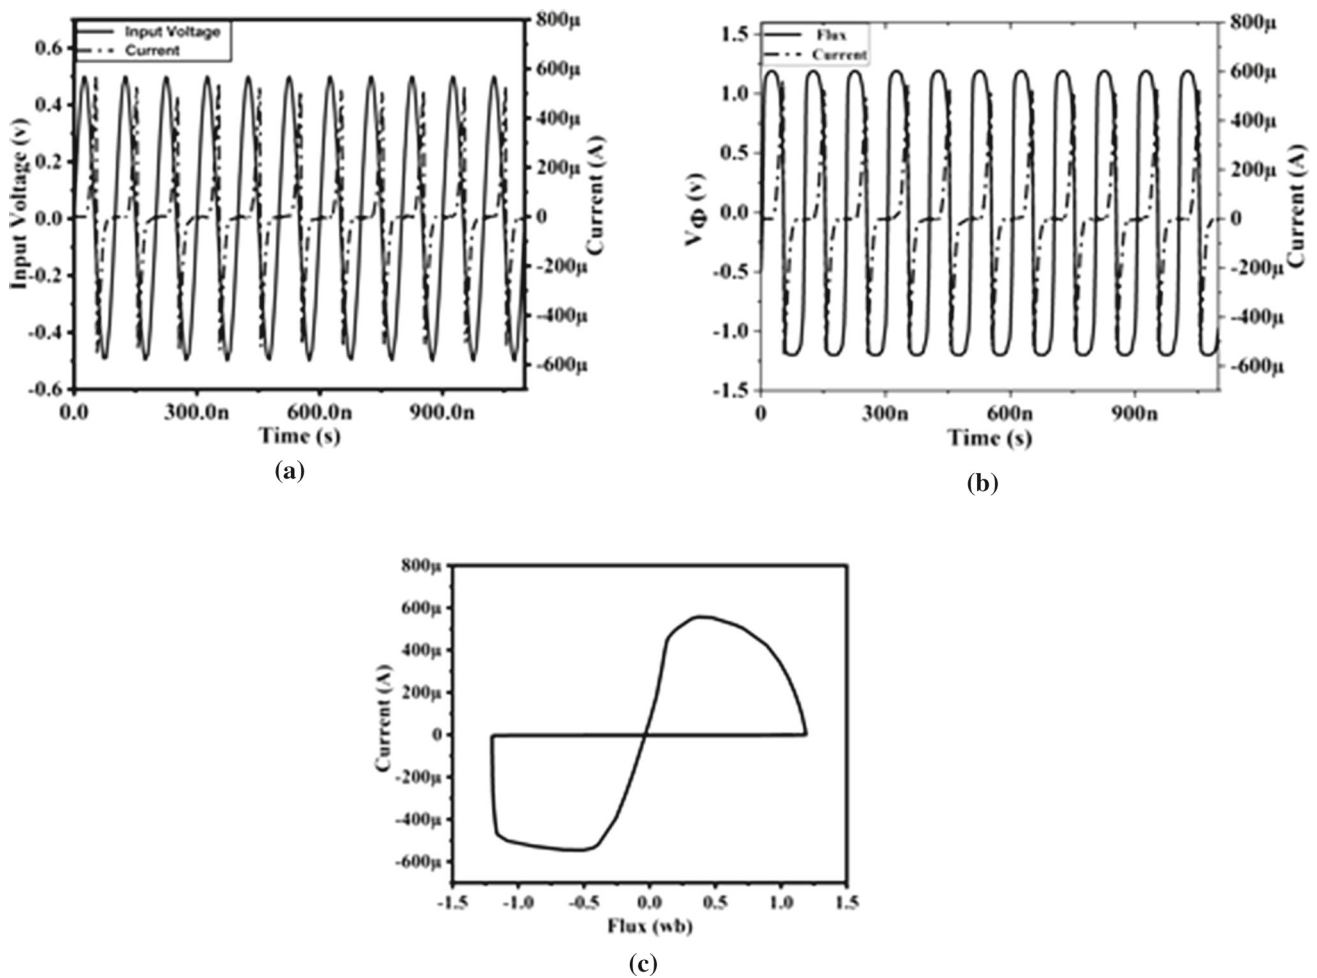 Input Voltage
Current
0.6
0.4
0.2
0.0
-0.2
-0.4
-0.6
Input Voltage (v)
800μ
600μ
400μ
200μ
0
-200μ
-400μ
-600μ
Current (A)
0.0 300.0n 600.0n 900.0n
Time (s)
(a)
Flux
Current
1.5
1.0
0.5
0.0
-0.5
-1.0
-1.5
VΦ (v)
800μ
600μ
400μ
200μ
0
-200μ
-400μ
-600μ
Current (A)
0 300n 600n 900n
Time (s)
(b)
800μ
600μ
400μ
200μ
0
-200μ
-400μ
-600μ
Current (A)
-1.5 -1.0 -0.5 0.0 0.5 1.0 1.5
Flux (wb)
(c)